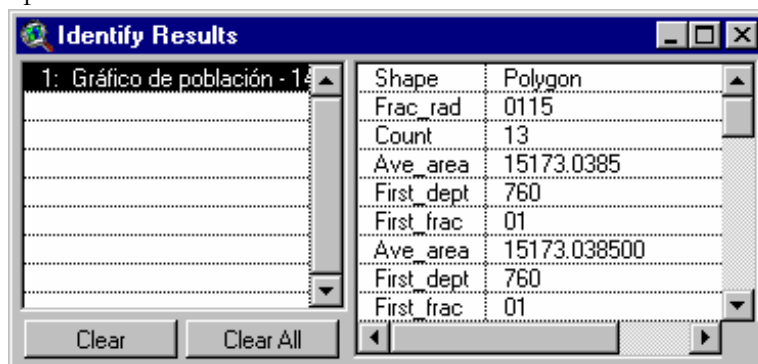 Identify Results
1: Gráfico de población - 14
Shape Polygon
Frac_rad 0115
Count 13
Ave_area 15173.0385
First_dept 760
First_frac 01
Ave_area 15173.038500
First_dept 760
First_frac 01
Clear Clear All